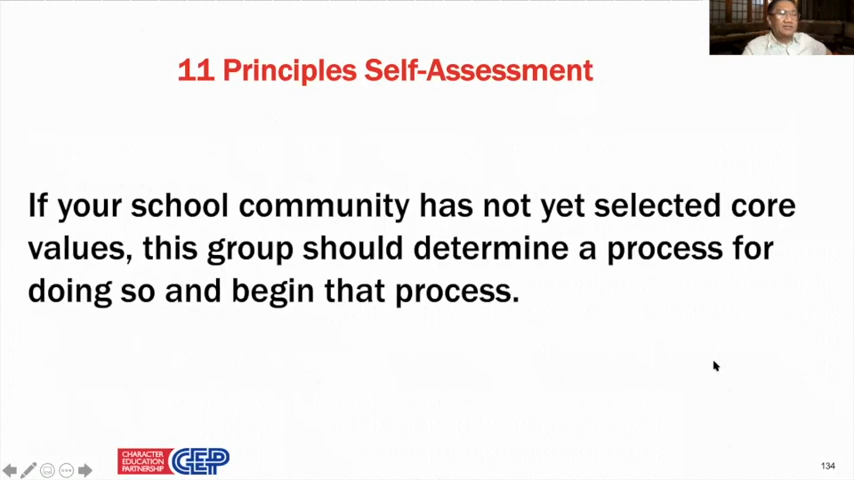 11 Principles Self-Assessment
If your school community has not yet selected core
values, this group should determine a process for
doing so and begin that process.
CHARACTER
EDUCATION
PARTNERSHIP
CEP
134